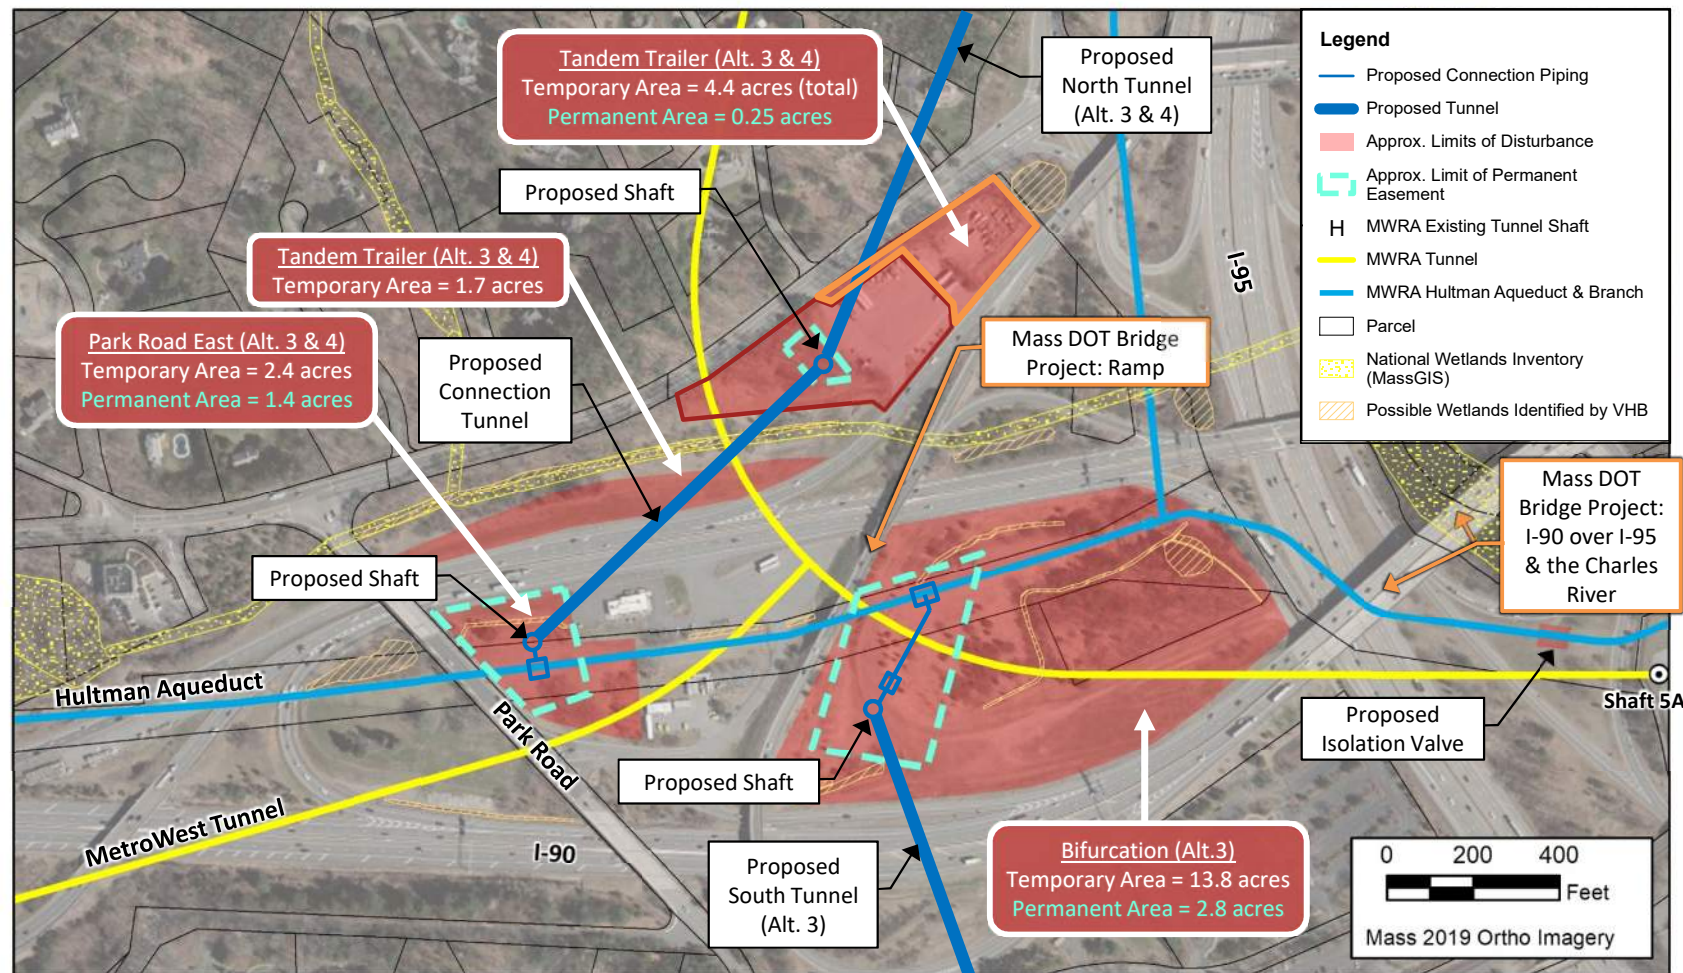 Tandem Trailer (Alt. 3 & 4)
Temporary Area = 4.4 acres (total)
Permanent Area = 0.25 acres
Proposed
North Tunnel
(Alt. 3 & 4)
Legend
Proposed Connection Piping
Proposed Tunnel
Approx. Limits of Disturbance
Approx. Limit of Permanent
Easement
H MWRA Existing Tunnel Shaft
MWRA Tunnel
MWRA Hultman Aqueduct & Branch
Parcel
National Wetlands Inventory
(MassGIS)
Possible Wetlands Identified by VHB
Proposed Shaft
Tandem Trailer (Alt. 3 & 4)
Temporary Area = 1.7 acres
I-95
Park Road East (Alt. 3 & 4)
Temporary Area = 2.4 acres
Permanent Area = 1.4 acres
Proposed
Connection
Tunnel
Mass DOT Bridge
Project: Ramp
Mass DOT
Bridge Project:
I-90 over I-95
& the Charles
River
Proposed Shaft
Hultman Aqueduct
Park Road
Shaft 5A
Proposed
Isolation Valve
Proposed Shaft
MetroWest Tunnel
I-90
Proposed
South Tunnel
(Alt. 3)
Bifurcation (Alt.3)
Temporary Area = 13.8 acres
Permanent Area = 2.8 acres
0 200 400
Feet
Mass 2019 Ortho Imagery